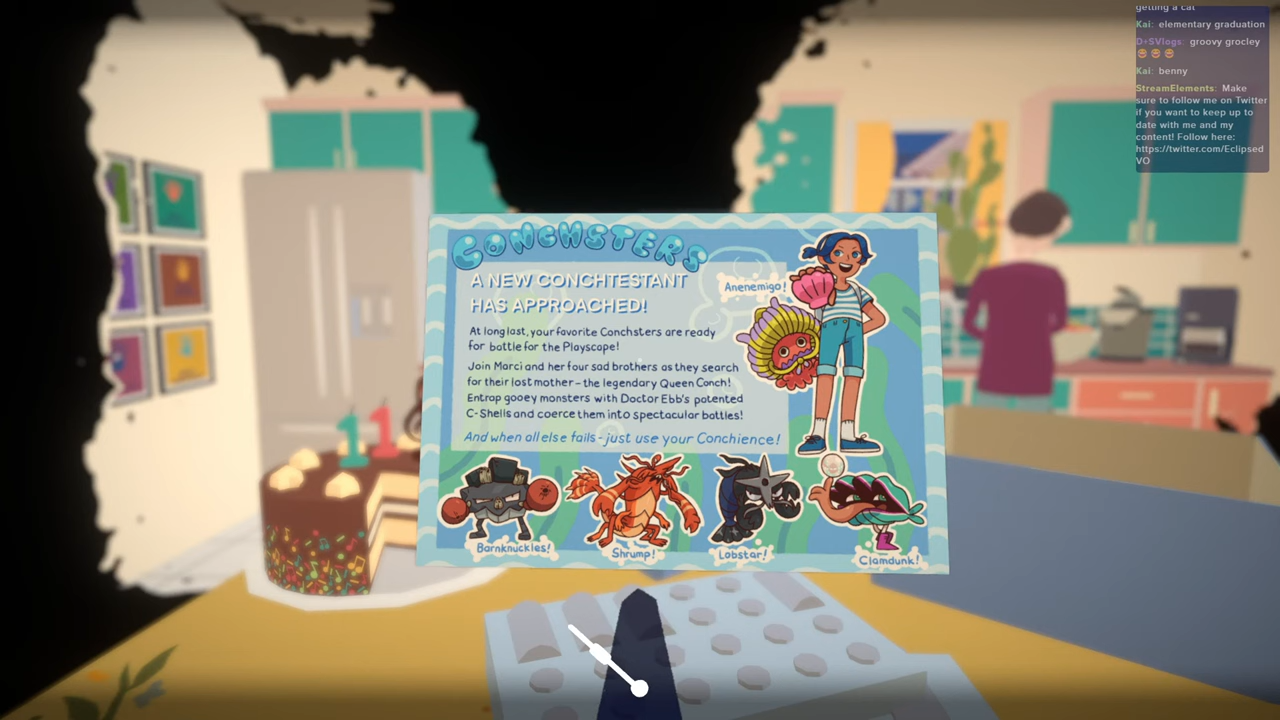 getting a cat
Kai: elementary graduation
D+SVlogs: groovy grocley
Kai: benny
StreamElements: Make
sure to follow me on Twitter
if you want to keep up to
date with me and my
content! Follow here:
https://twitter.com/Eclipsed
VO
CONCHSTERS
A NEW CONCHTESTANT
HAS APPROACHED!
At long last, your favorite Conchsters are ready
for battle for the Playscape!
Join Marci and her four sad brothers as they search
for their lost mother - the legendary Queen Conch!
Entrap gooey monsters with Doctor Ebb's patented
C-Shells and coerce them into spectacular battles!
And when all else fails - just use your Conchience!
Anenemigo!
Barnknuckles!
Shrump!
Lobstar!
Clamdunk!
11